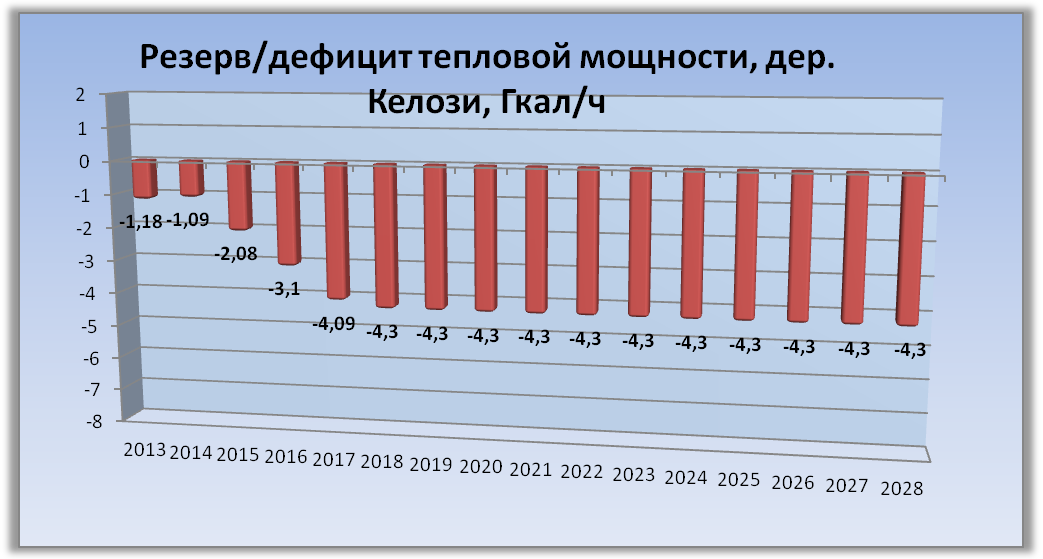 Резерв/дефицит тепловой мощности, дер.
Келози, Гкал/ч
2
1
0
-1
-2
-3
-4
-5
-6
-7
-8
-1,18 -1,09 -2,08 -3,1 -4,09 -4,3 -4,3 -4,3 -4,3 -4,3 -4,3 -4,3 -4,3 -4,3 -4,3 -4,3
2013 2014 2015 2016 2017 2018 2019 2020 2021 2022 2023 2024 2025 2026 2027 2028